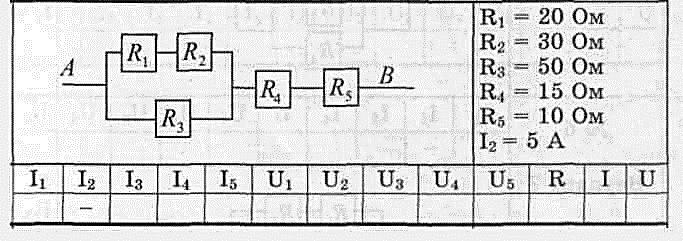 R₁ = 20 Ом
R₂ = 30 Ом
R₃ = 50 Ом
R₄ = 15 Ом
R₅ = 10 Ом
I₂ = 5 А
A R₁ R₂ R₃ R₄ R₅ B
I₁ I₂ I₃ I₄ I₅ U₁ U₂ U₃ U₄ U₅ R I U
–